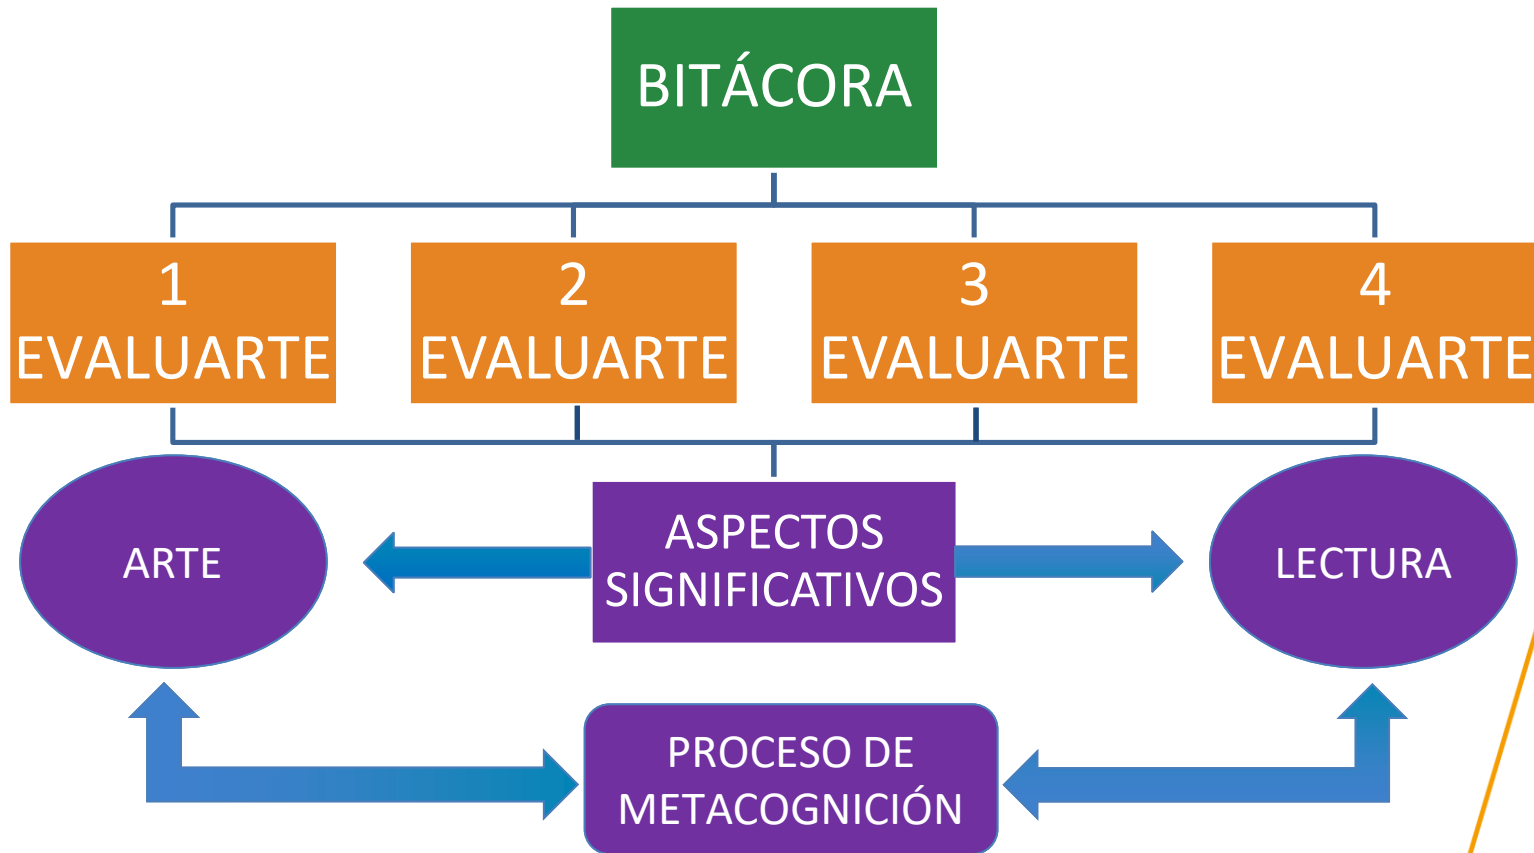 BITÁCORA
1
EVALUARTE
2
EVALUARTE
3
EVALUARTE
4
EVALUARTE
ARTE
ASPECTOS
SIGNIFICATIVOS
LECTURA
PROCESO DE
METACOGNICIÓN